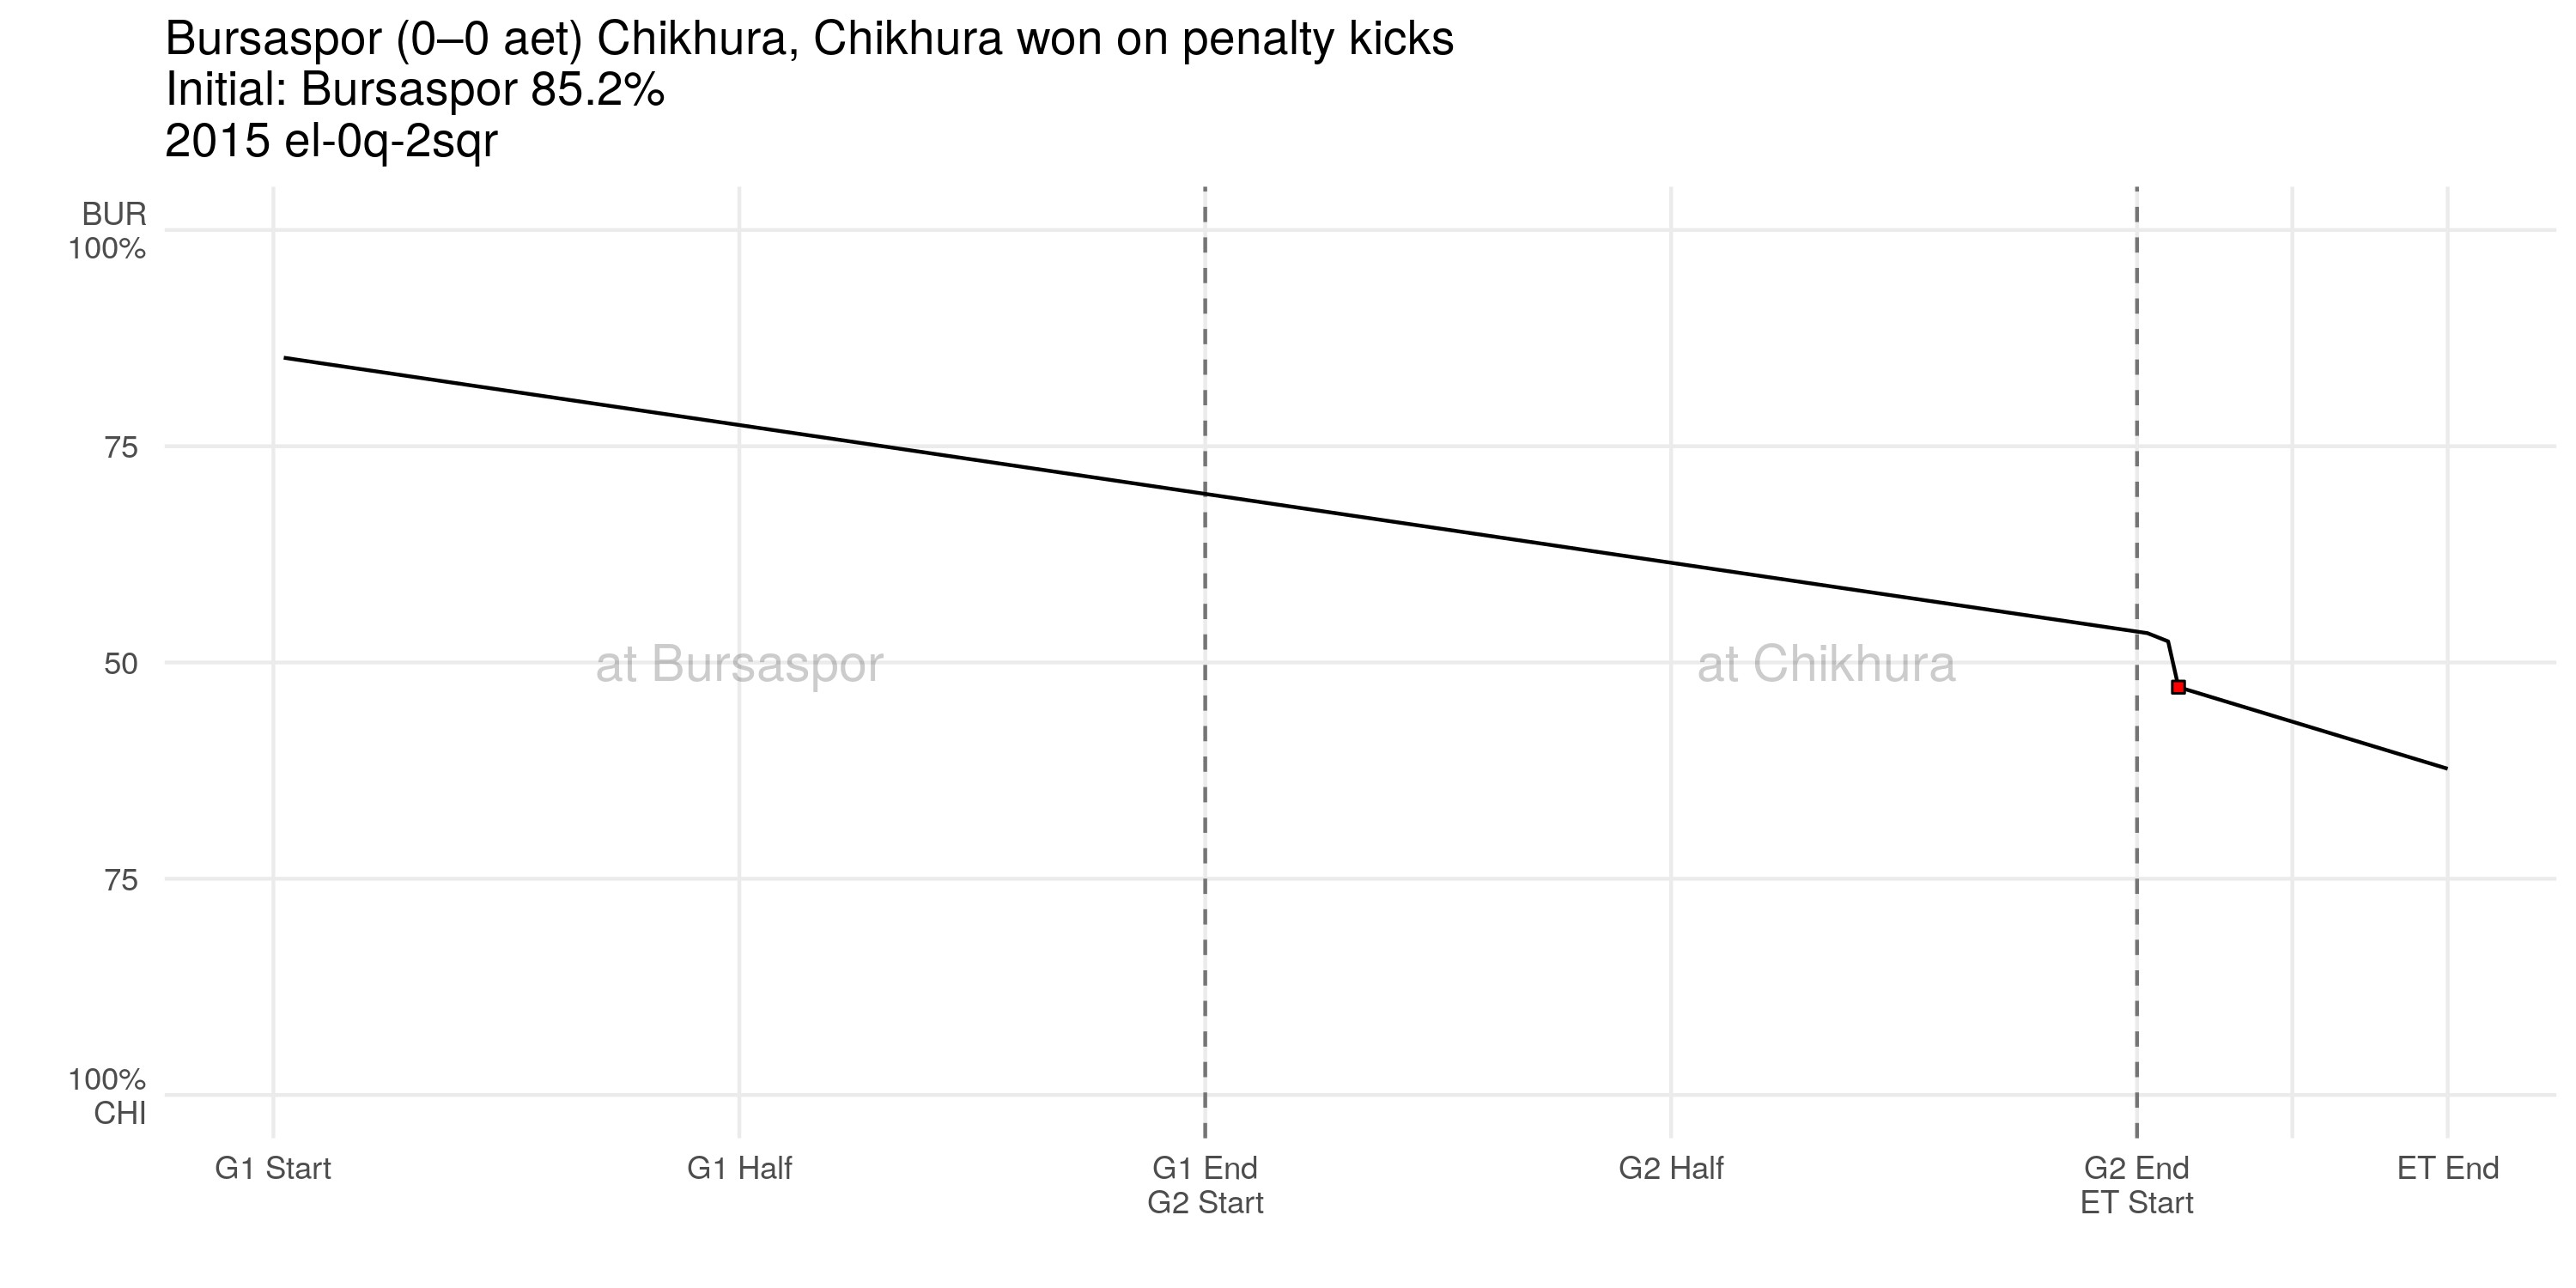 Bursaspor (0–0 aet) Chikhura, Chikhura won on penalty kicks
Initial: Bursaspor 85.2%
2015 el-0q-2sqr
BUR
100%
75
50
75
100%
CHI
at Bursaspor
at Chikhura
G1 Start
G1 Half
G1 End
G2 Start
G2 Half
G2 End
ET Start
ET End